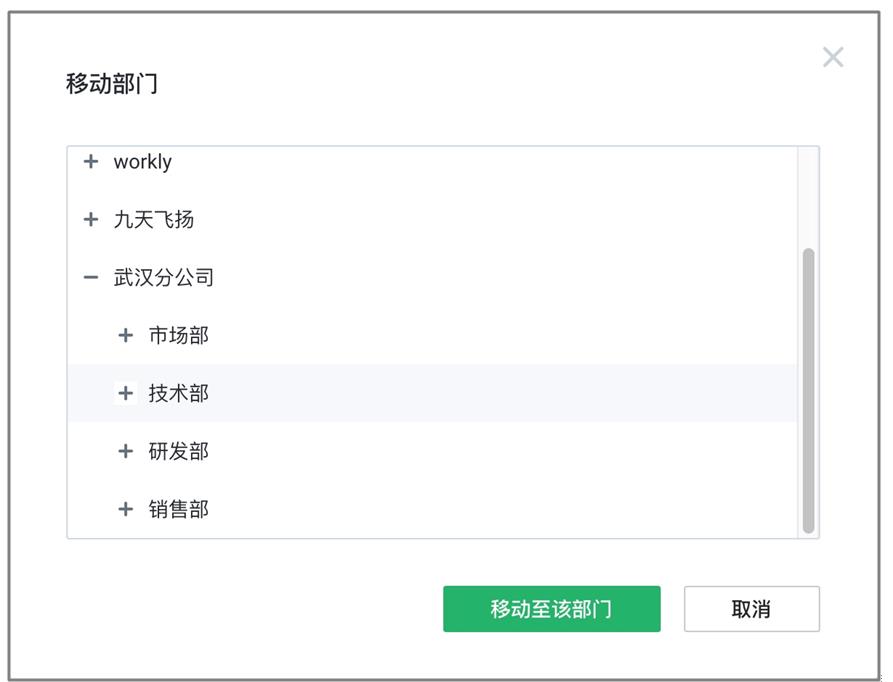 移动部门
workly
九天飞扬
武汉分公司
市场部
技术部
研发部
销售部
移动至该部门
取消